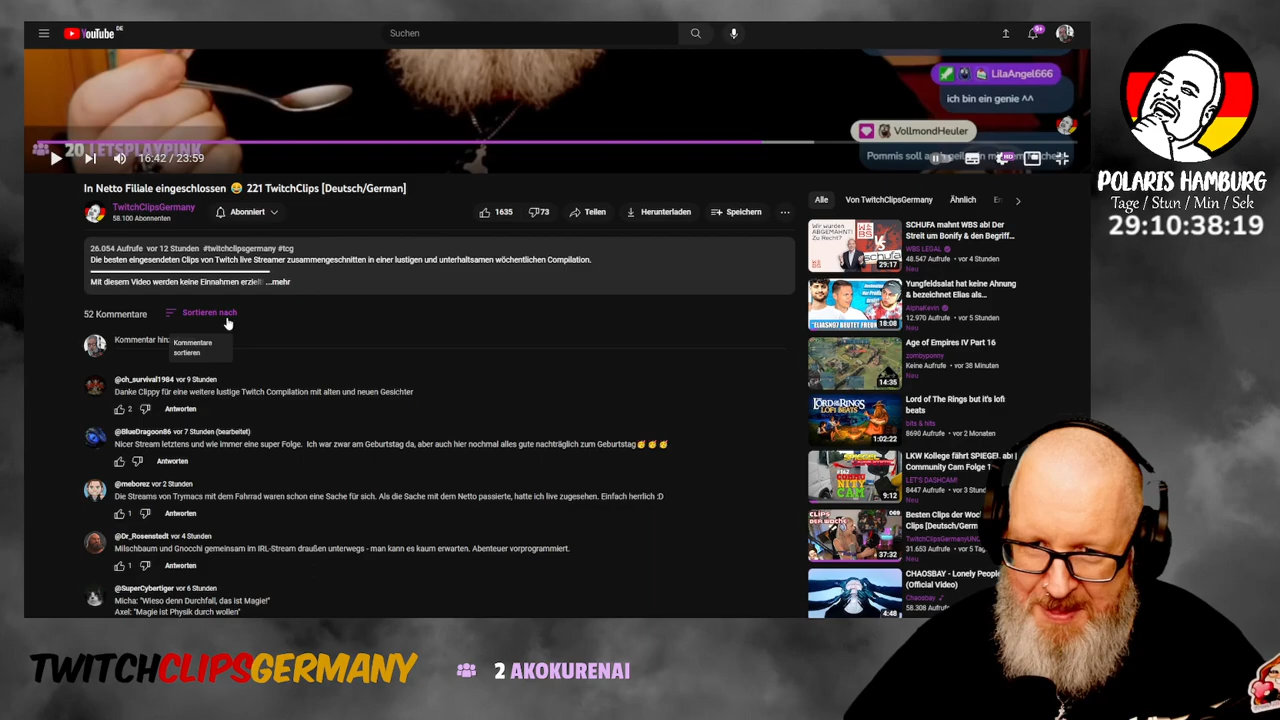 YouTube DE
Suchen
9+
LilaAngel666
ich bin ein genie ^^
VollmondHeuler
20 LETSPLAYPINK
16:42 / 23:59
HD
In Netto Filiale eingeschlossen 😂 221 TwitchClips [Deutsch/German]
TwitchClipsGermany
58.100 Abonnenten
Abonniert
1635
73
Teilen
Herunterladen
Speichern
26.054 Aufrufe vor 12 Stunden #twitchclipsgermany #tcg
Die besten eingesendeten Clips von Twitch live Streamer zusammengeschnitten in einer lustigen und unterhaltsamen wöchentlichen Compilation.
Mit diesem Video werden keine Einnahmen erzielt ...mehr
52 Kommentare
Sortieren nach
Kommentar hin
Kommentare
sortieren
@ch_survival1984 vor 9 Stunden
Danke Clippy für eine weitere lustige Twitch Compilation mit alten und neuen Gesichter
2
Antworten
@BlueDragoon86 vor 7 Stunden (bearbeitet)
Nicer Stream letztens und wie immer eine super Folge. Ich war zwar am Geburtstag da, aber auch hier nochmal alles gute nachträglich zum Geburtstag🥳🥳🥳
Antworten
@meborez vor 2 Stunden
Die Streams von Trymacs mit dem Fahrrad waren schon eine Sache für sich. Als die Sache mit dem Netto passierte, hatte ich live zugesehen. Einfach herrlich :D
1
Antworten
@Dr_Rosenstedt vor 4 Stunden
Milschbaum und Gnocchi gemeinsam im IRL-Stream draußen unterwegs - man kann es kaum erwarten. Abenteuer vorprogrammiert.
1
Antworten
@SuperCybertiger vor 6 Stunden
Micha: "Wieso denn Durchfall, das ist Magie!"
Axel: "Magie ist Physik durch wollen"
Alle
Von TwitchClipsGermany
Ähnlich
SCHUFA mahnt WBS ab! Der
Streit um Bonify & den Begriff...
WBS LEGAL
48.547 Aufrufe • vor 4 Stunden
Neu
29:17
Yungfeldsalat hat keine Ahnung
& bezeichnet Elias als...
AlphaKevin
12.970 Aufrufe • vor 5 Stunden
Neu
18:08
Age of Empires IV Part 16
zombyponny
Keine Aufrufe • vor 38 Minuten
Neu
14:35
Lord of The Rings but it's lofi
beats
bits & hits
8690 Aufrufe • vor 2 Monaten
1:02:22
LKW Kollege fährt SPIEGEL ab
Community Cam Folge 1
LET'S DASHCAM!
8447 Aufrufe • vor 3 Stund
Neu
9:12
Besten Clips der Woc
Clips [Deutsch/Germ
TwitchClipsGermanyUNC
31.653 Aufrufe • vor 5 Tag
Neu
37:32
CHAOSBAY - Lonely People
(Official Video)
Chaosbay
58.308 Aufrufe
4:48
POLARIS HAMBURG
Tage / Stun / Min / Sek
29:10:38:19
TWITCHCLIPSGERMANY
2 AKOKURENAI